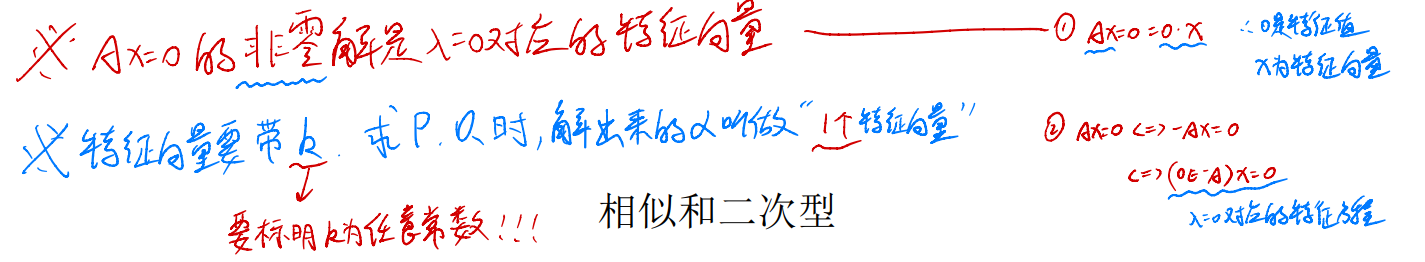 ※ Ax=0的非零解是λ=0对应的特征向量 ① Ax=0=0·x ∴0是特征值
x为特征向量
※ 特征向量要带k. 求P.Q时,解出来的α叫做“1个特征向量” ② Ax=0 <=> -Ax=0
<=> (0E-A)x=0
λ=0对应的特征方程
要标明k为任意常数!!!
相似和二次型